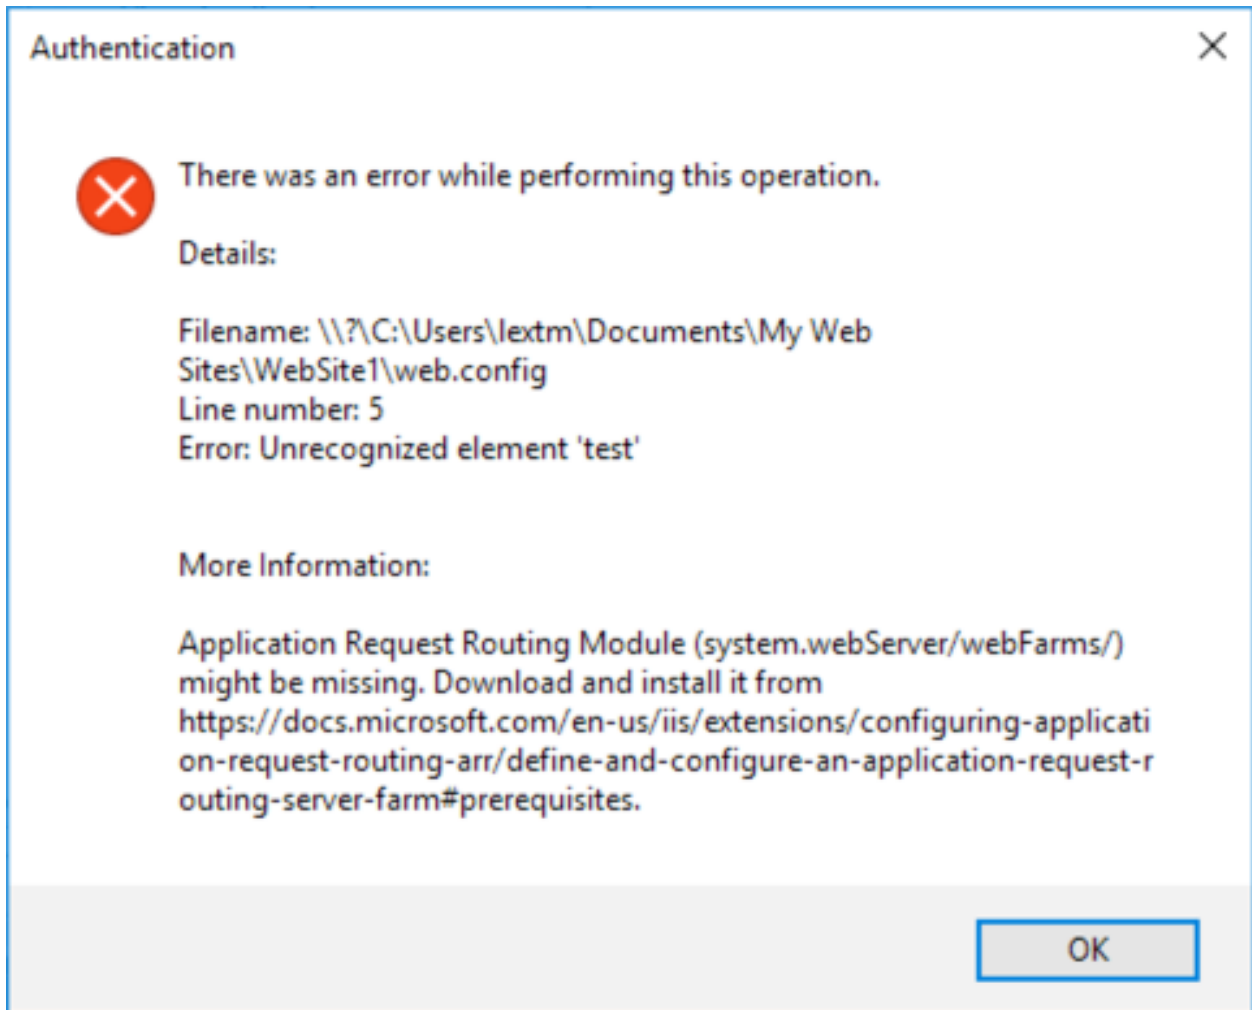 Authentication
There was an error while performing this operation.
Details:
Filename: \\?\C:\Users\lextm\Documents\My Web
Sites\WebSite1\web.config
Line number: 5
Error: Unrecognized element 'test'
More Information:
Application Request Routing Module (system.webServer/webFarms/)
might be missing. Download and install it from
https://docs.microsoft.com/en-us/iis/extensions/configuring-applicati
on-request-routing-arr/define-and-configure-an-application-request-r
outing-server-farm#prerequisites.
OK